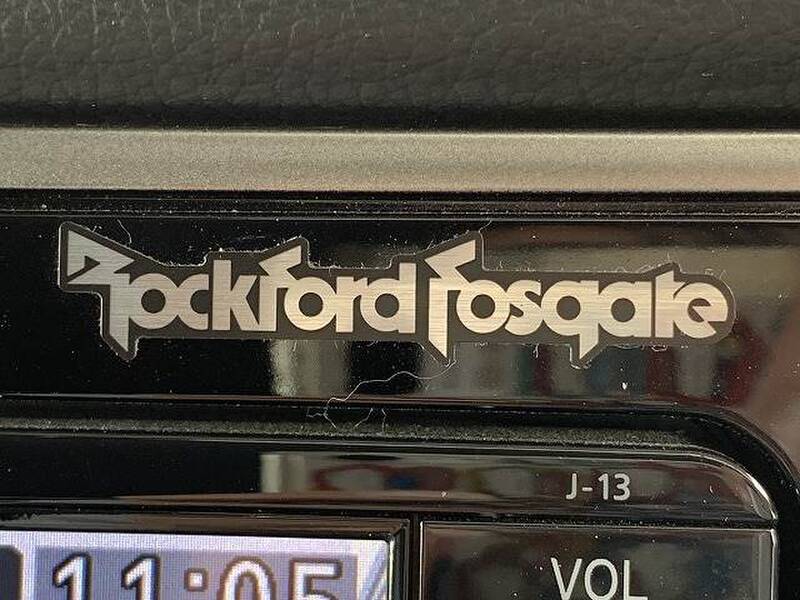 Rockford Fosgate
J-13
11:05
VOL